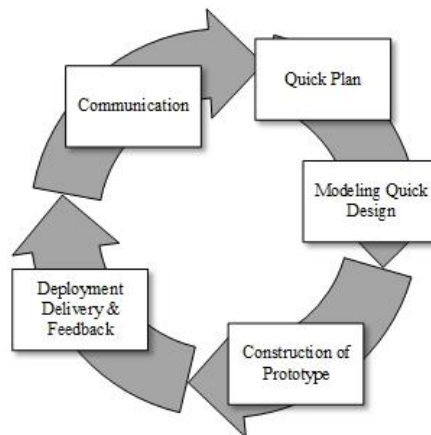 Communication
Quick Plan
Modeling Quick
Design
Construction of
Prototype
Deployment
Delivery &
Feedback